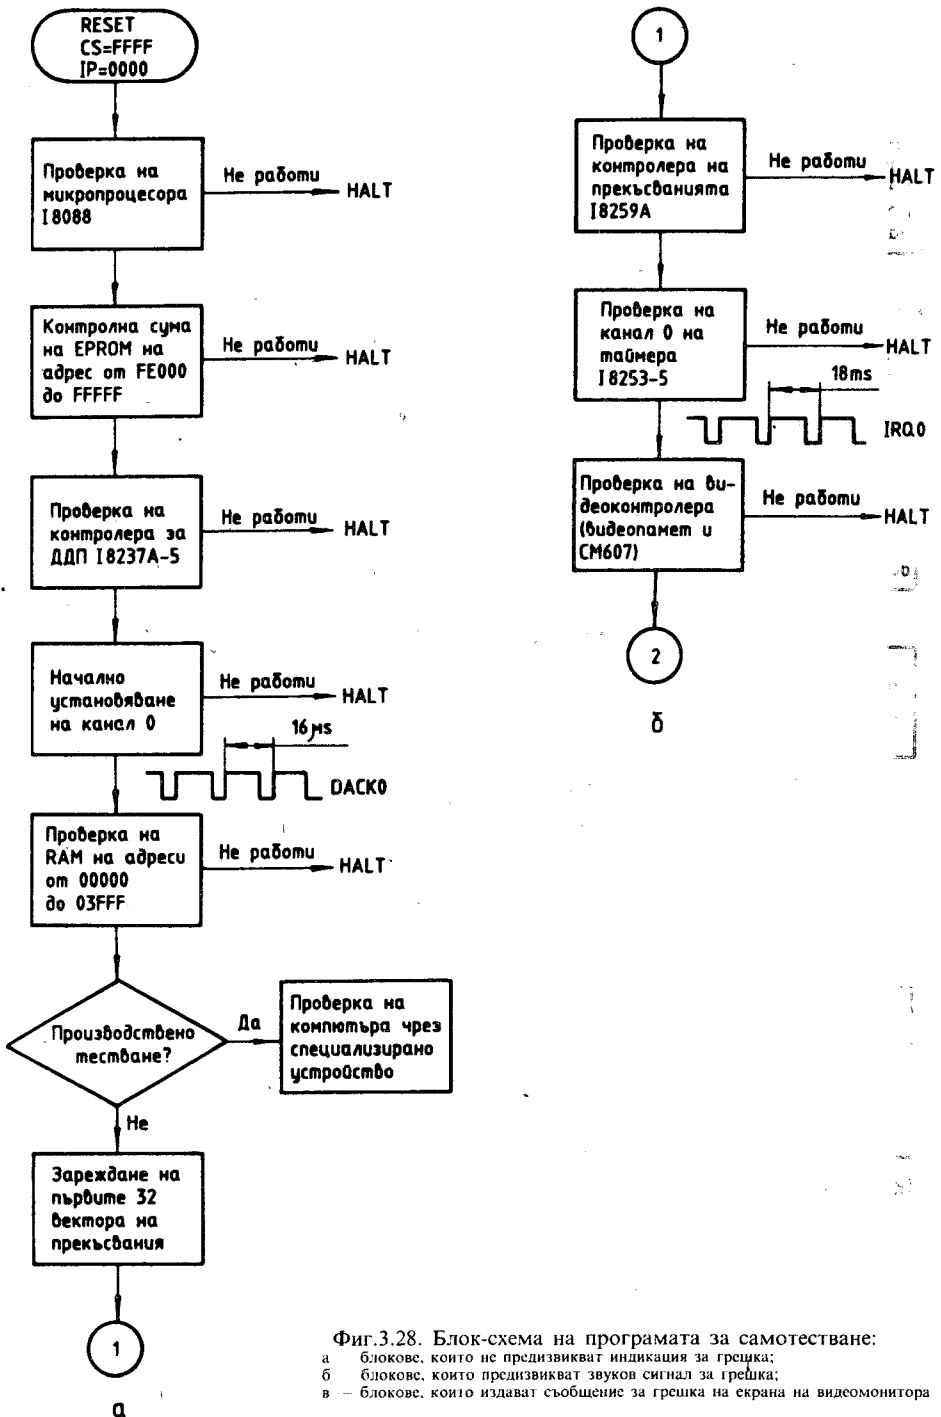 RESET
CS=FFFF
IP=0000
Проверка на
микропроцесора
I8088
Не работи
HALT
Контролна сума
на EPROM на
адрес от FE000
до FFFFF
Не работи
HALT
Проверка на
контролера за
ДДП I8237A-5
Не работи
HALT
Начално
установяване
на канал 0
Не работи
HALT
16μs
DACK0
Проверка на
RAM на адреси
от 00000
до 03FFF
Не работи
HALT
Производствено
тестване?
Да
Проверка на
компютъра чрез
специализирано
устройство
Не
Зареждане на
първите 32
вектора на
прекъсвания
1
а
1
Проверка на
контролера на
прекъсванията
I8259A
Не работи
HALT
Проверка на
канал 0 на
таймера
I8253-5
Не работи
HALT
18ms
IRQ0
Проверка на ви-
деоконтролера
(видеопамет и
СМ607)
Не работи
HALT
2
б
Фиг.3.28. Блок-схема на програмата за самотестване:
а блокове, които не предизвикват индикация за грешка;
б блокове, които предизвикват звуков сигнал за грешка;
в – блокове, които издават съобщение за грешка на екрана на видеомонитора